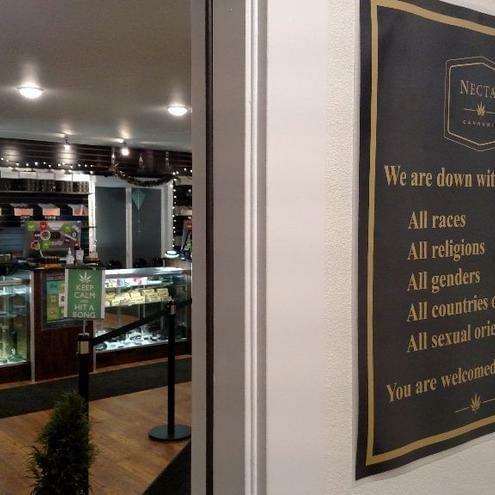 NECTA
CANNABI
We are down wit
All races
All religions
All genders
All countries
All sexual orie
You are welcomed
KEEP
CALM
AND
HIT A
BONG